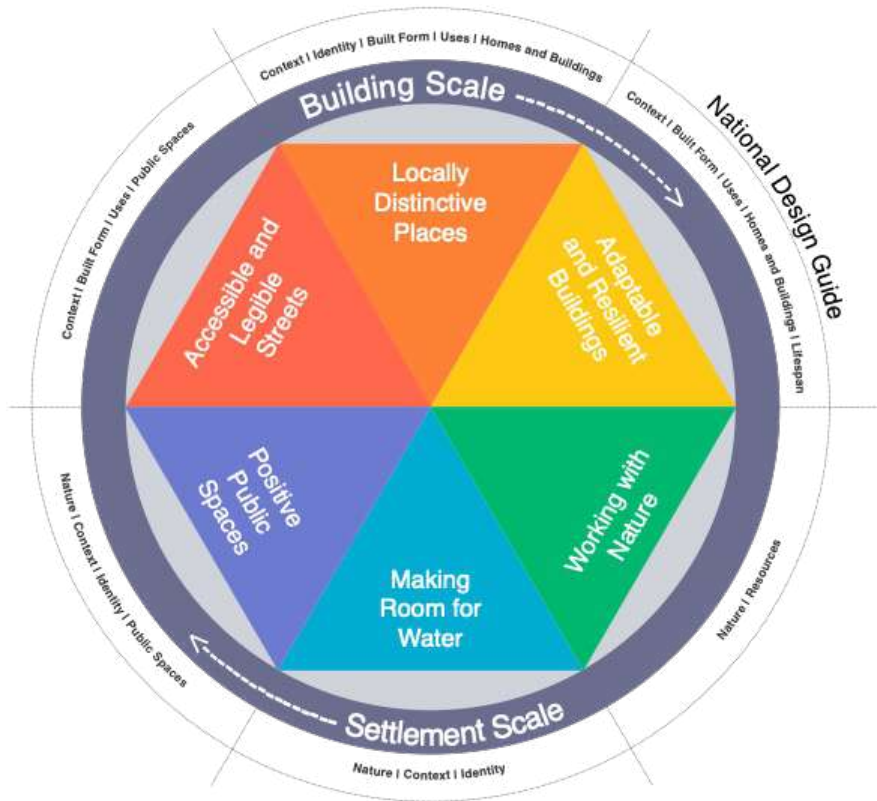 Context | Identity | Built Form | Uses | Homes and Buildings
Building Scale
National Design Guide
Context | Built Form | Uses | Homes and Buildings | Lifespan
Context | Built Form | Uses | Public Spaces
Locally
Distinctive
Places
Adaptable
and Resilient
Buildings
Accessible and
Legible
Streets
Positive
Public
Spaces
Making
Room for
Water
Working with
Nature
Nature | Resources
Nature | Context | Identity | Public Spaces
Settlement Scale
Nature | Context | Identity